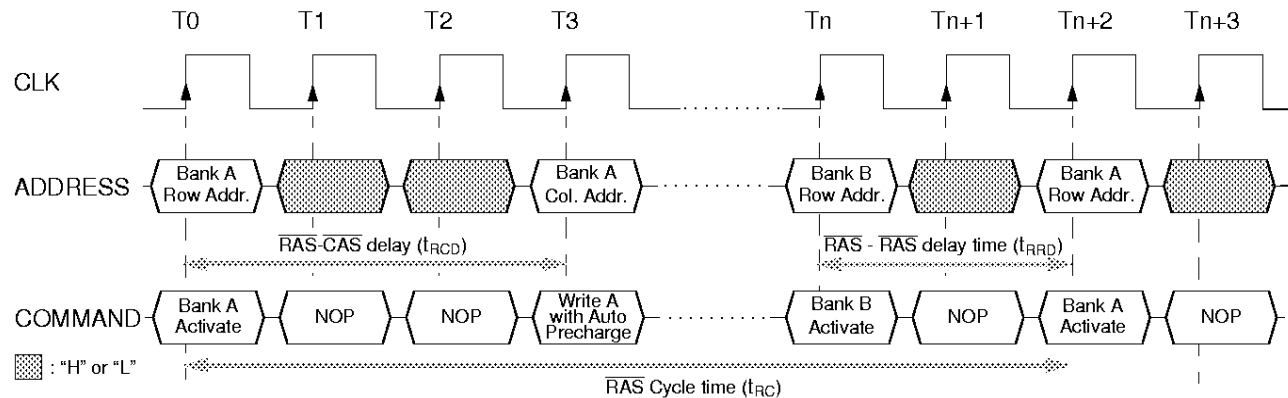 T0 T1 T2 T3 Tn Tn+1 Tn+2 Tn+3
CLK
ADDRESS
Bank A
Row Addr.
Bank A
Col. Addr.
Bank B
Row Addr.
Bank A
Row Addr.
RAS-CAS delay (tRCD)
RAS - RAS delay time (tRRD)
COMMAND
Bank A
Activate
NOP
NOP
Write A
with Auto
Precharge
Bank B
Activate
NOP
Bank A
Activate
NOP
: “H” or “L”
RAS Cycle time (tRC)